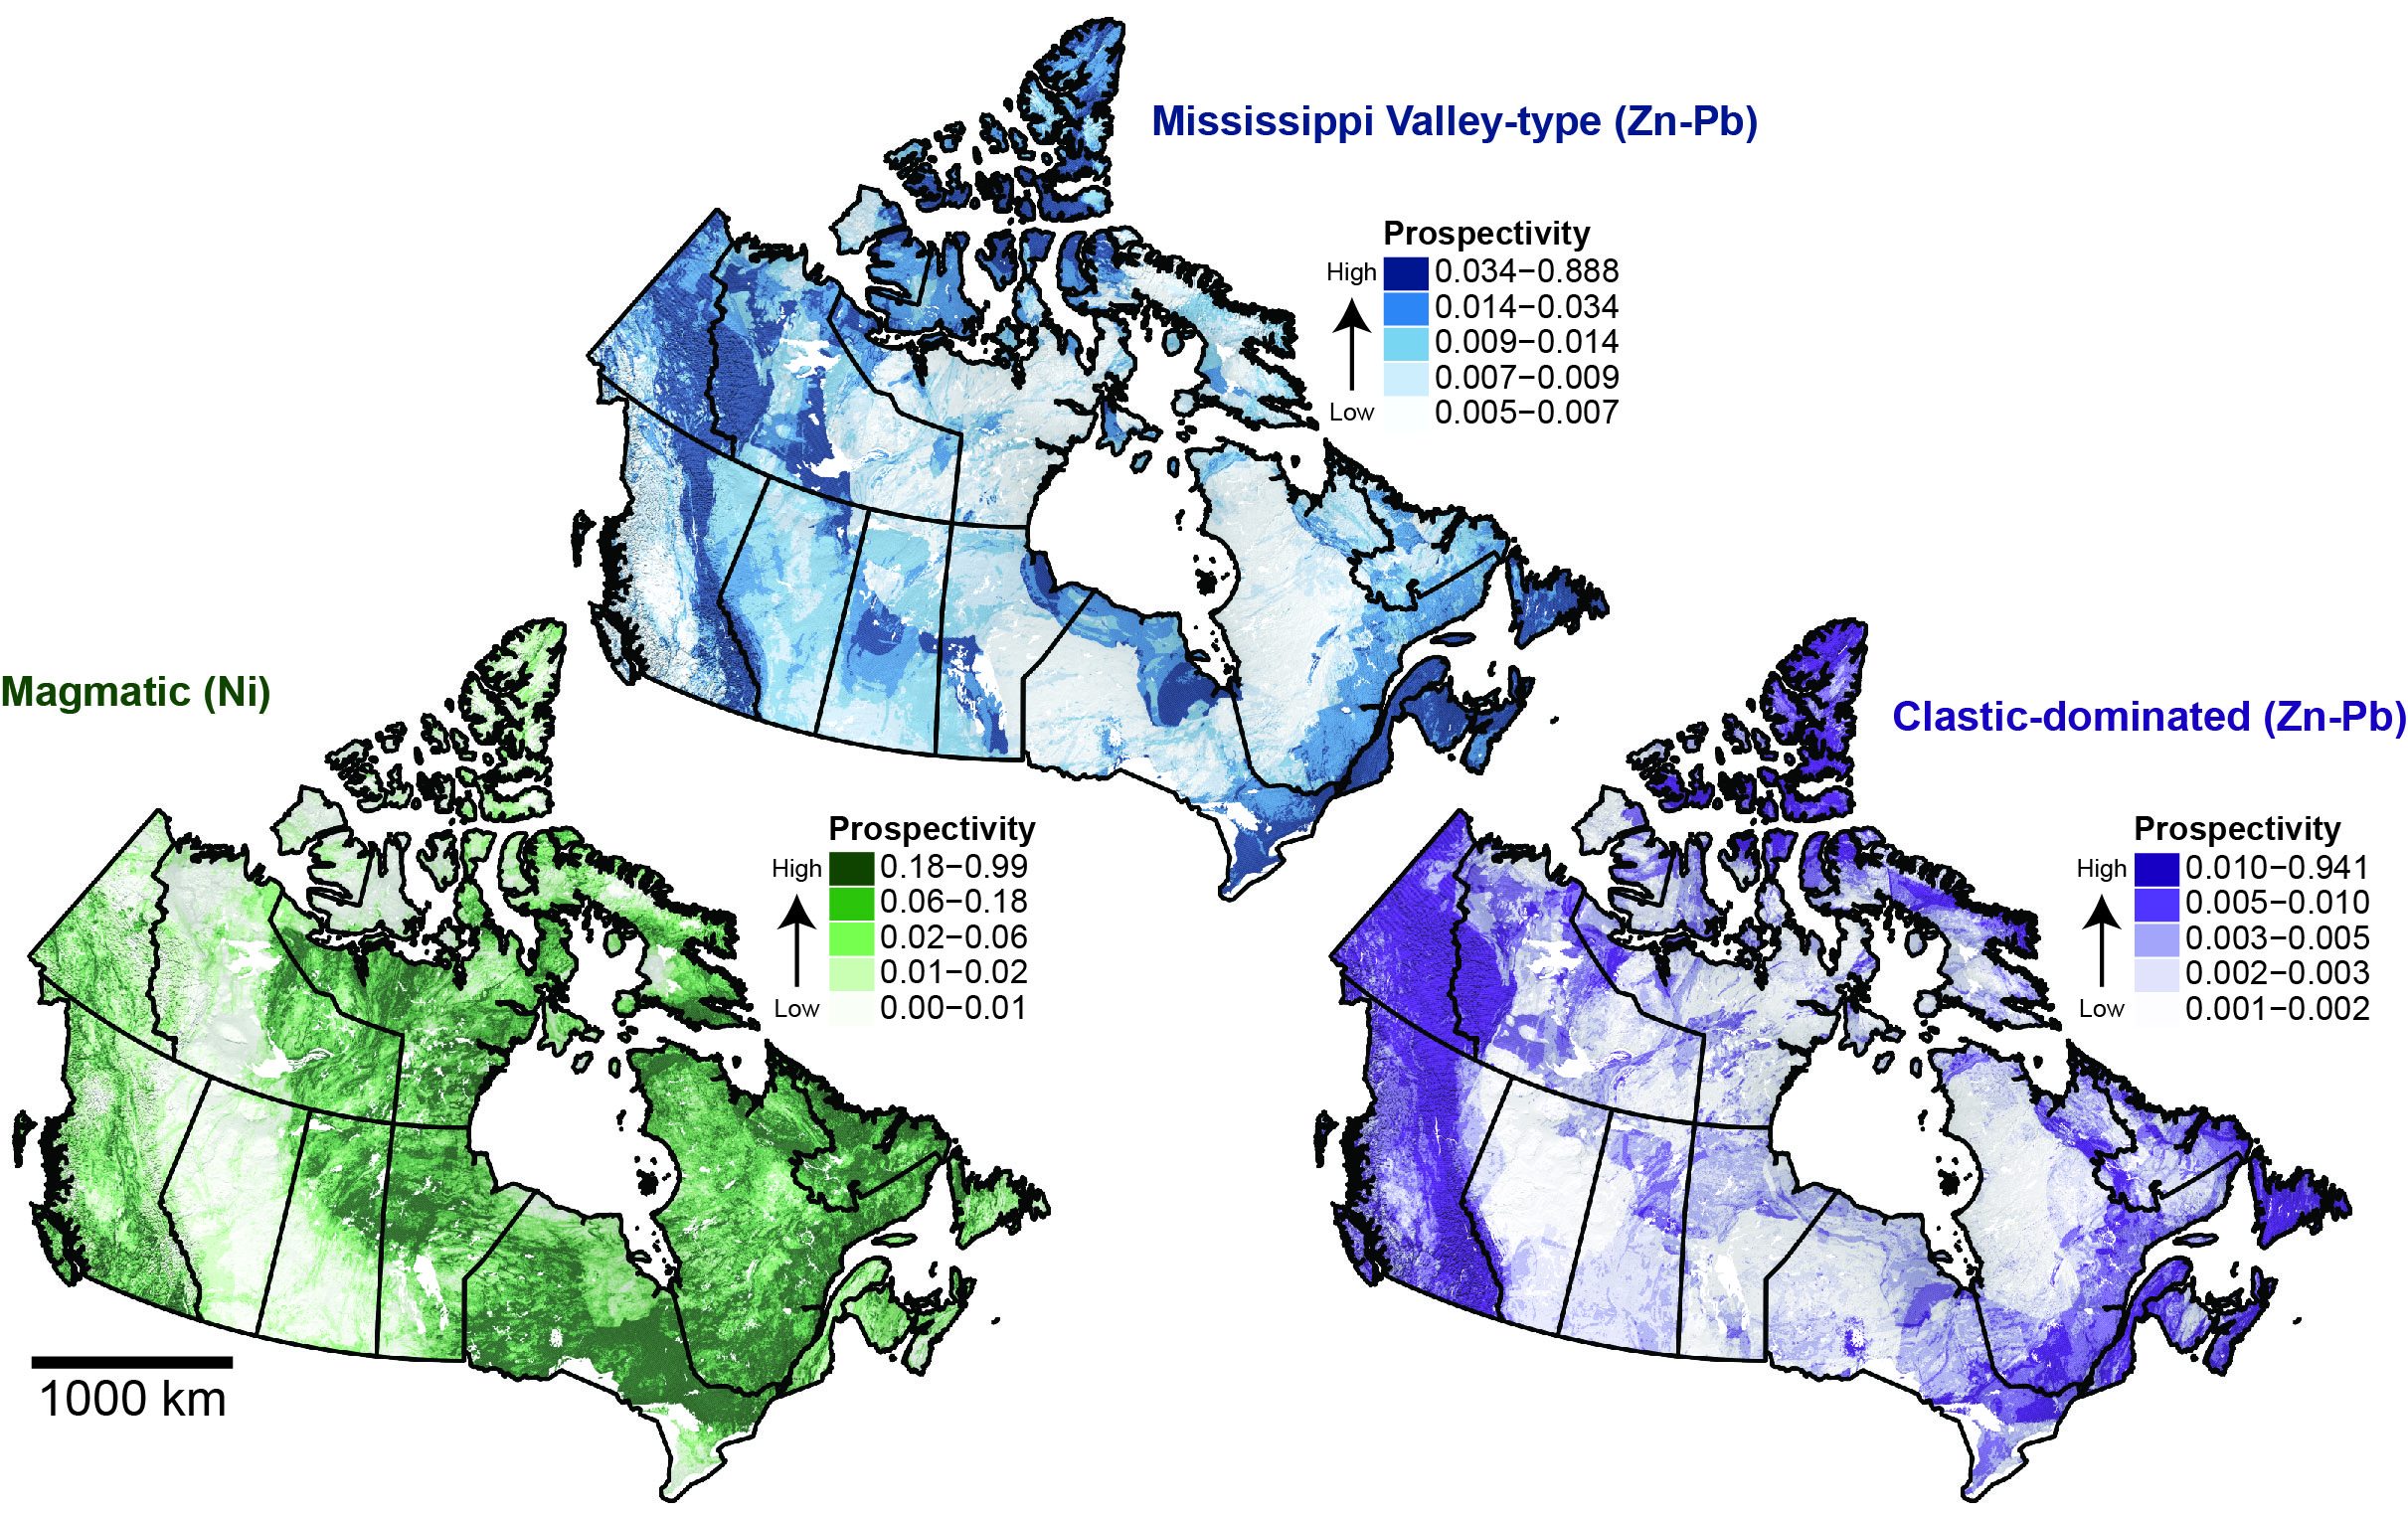 Mississippi Valley-type (Zn-Pb)
Prospectivity
High
0.034–0.888
0.014–0.034
0.009–0.014
0.007–0.009
Low
0.005–0.007
Magmatic (Ni)
Prospectivity
High
0.18–0.99
0.06–0.18
0.02–0.06
0.01–0.02
Low
0.00–0.01
1000 km
Clastic-dominated (Zn-Pb)
Prospectivity
High
0.010–0.941
0.005–0.010
0.003–0.005
0.002–0.003
Low
0.001–0.002